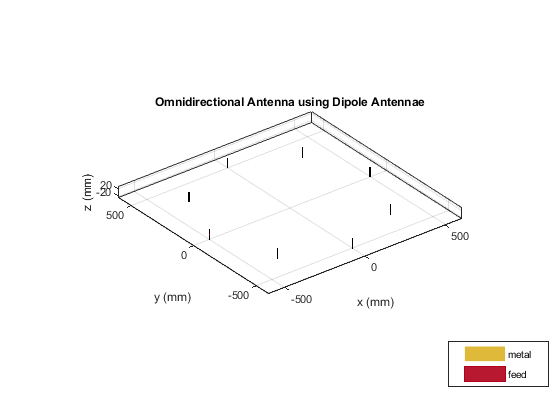 Omnidirectional Antenna using Dipole Antennae
z (mm)
20
-20
500
0
-500
y (mm)
-500
0
500
x (mm)
metal
feed